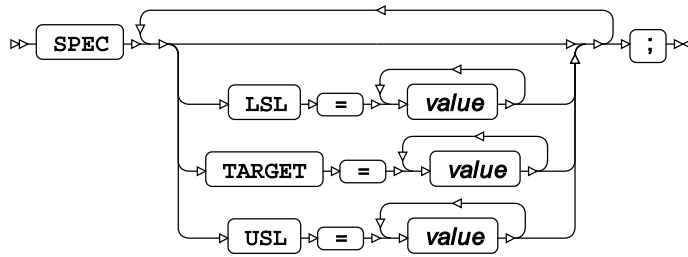 SPEC ;
LSL = value
TARGET = value
USL = value